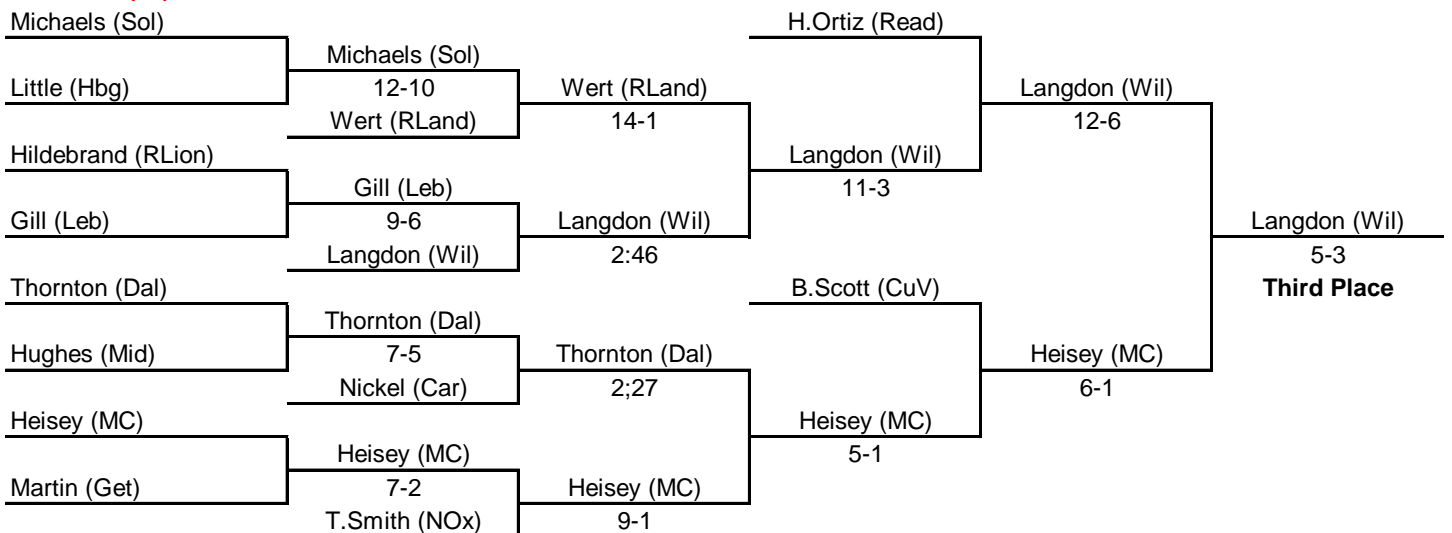 Michaels (Sol)
H.Ortiz (Read)
Michaels (Sol)
Little (Hbg)
12-10
Wert (RLand)
Langdon (Wil)
Wert (RLand)
14-1
12-6
Hildebrand (RLion)
Langdon (Wil)
Gill (Leb)
11-3
Gill (Leb)
9-6
Langdon (Wil)
Langdon (Wil)
Langdon (Wil)
2:46
5-3
Thornton (Dal)
B.Scott (CuV)
Third Place
Thornton (Dal)
Hughes (Mid)
7-5
Thornton (Dal)
Heisey (MC)
Nickel (Car)
2;27
6-1
Heisey (MC)
Heisey (MC)
Heisey (MC)
5-1
Martin (Get)
7-2
Heisey (MC)
T.Smith (NOx)
9-1